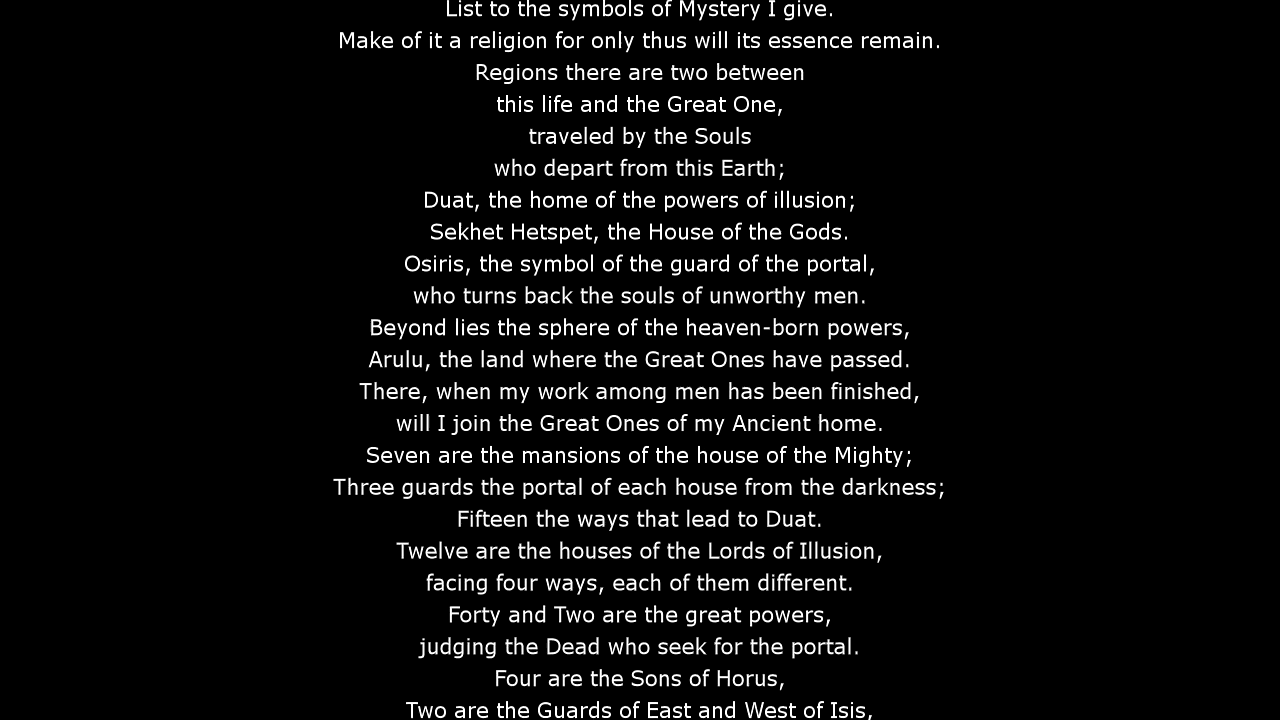 List to the symbols of Mystery I give.
Make of it a religion for only thus will its essence remain.
Regions there are two between
this life and the Great One,
traveled by the Souls
who depart from this Earth;
Duat, the home of the powers of illusion;
Sekhet Hetspet, the House of the Gods.
Osiris, the symbol of the guard of the portal,
who turns back the souls of unworthy men.
Beyond lies the sphere of the heaven-born powers,
Arulu, the land where the Great Ones have passed.
There, when my work among men has been finished,
will I join the Great Ones of my Ancient home.
Seven are the mansions of the house of the Mighty;
Three guards the portal of each house from the darkness;
Fifteen the ways that lead to Duat.
Twelve are the houses of the Lords of Illusion,
facing four ways, each of them different.
Forty and Two are the great powers,
judging the Dead who seek for the portal.
Four are the Sons of Horus,
Two are the Guards of East and West of Isis,